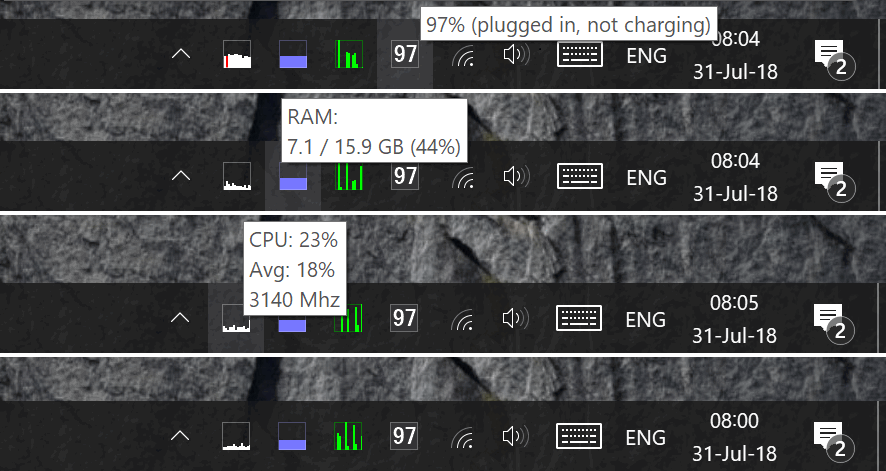 97% (plugged in, not charging)
97 ENG 08:04
31-Jul-18
2
RAM:
7.1 / 15.9 GB (44%)
97 ENG 08:04
31-Jul-18
2
CPU: 23%
Avg: 18%
3140 Mhz
97 ENG 08:05
31-Jul-18
2
97 ENG 08:00
31-Jul-18
2